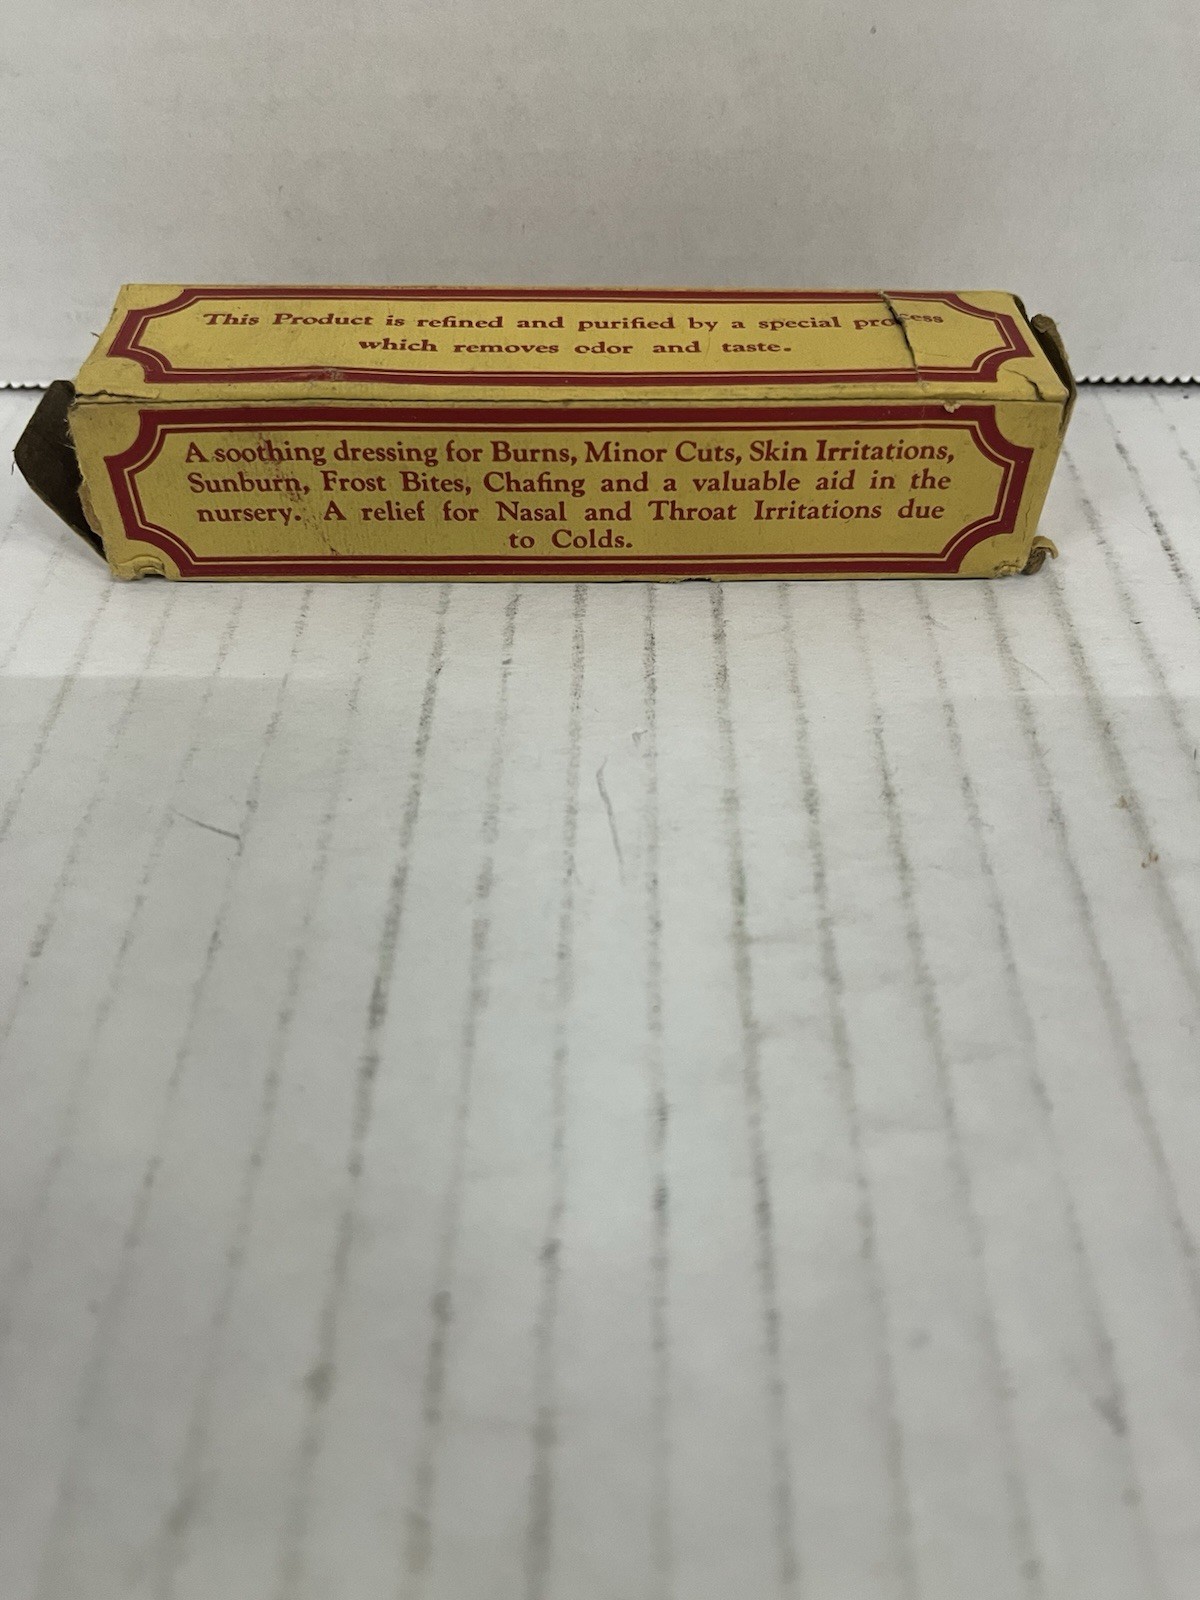 This Product is refined and purified by a special process
which removes odor and taste.
A soothing dressing for Burns, Minor Cuts, Skin Irritations,
Sunburn, Frost Bites, Chafing and a valuable aid in the
nursery. A relief for Nasal and Throat Irritations due
to Colds.